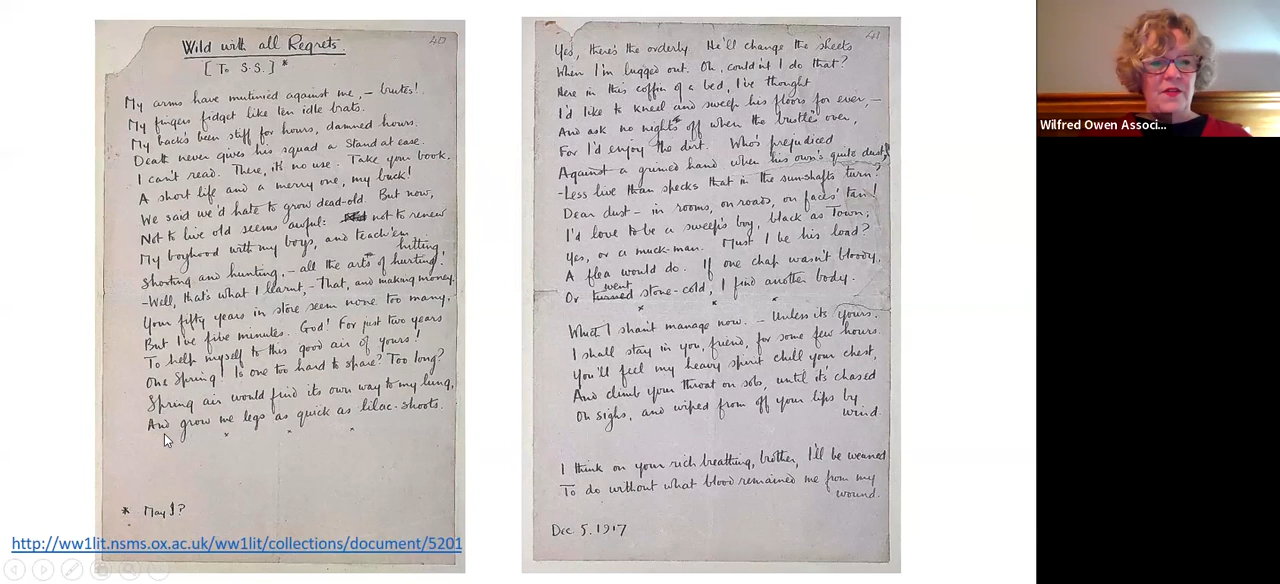 Wild with all Regrets.
40
[To S.S.]*
My arms have mutinied against me, – brutes!
My fingers fidget like ten idle brats.
My back's been stiff for hours, damned hours.
Death never gives his squad a Stand at ease.
I can't read. There, it's no use. Take your book.
A short life and a merry one, my buck!
We said we'd hate to grow dead-old. But now,
Not to live old seems awful: not to renew
My boyhood with my boys, and teach 'em hitting,
Shooting and hunting, – all the arts of hurting!
– Well, that's what I learnt, – That, and making money.
Your fifty years in store seem none too many,
But I've five minutes. God! For just two years
To help myself to this good air of yours!
One Spring! Is one too hard to spare? Too long?
Spring air would find its own way to my lung,
And grow me legs as quick as lilac-shoots.
x x x
* May I?
http://ww1lit.nsms.ox.ac.uk/ww1lit/collections/document/5201
41
Yes, there's the orderly. He'll change the sheets
When I'm lugged out. Oh, couldn't I do that?
Here in this coffin of a bed, I've thought
I'd like to kneel and sweep his floors for ever, –
And ask no nights off when the bustle's over,
For I'd enjoy the dirt. Who's prejudiced
Against a grimed hand when his own's quite dust,
– Less live than specks that in the sun-shafts turn?
Dear dust – in rooms, on roads, on faces' tan!
I'd love to be a sweep's boy, black as Town;
Yes, or a muck-man. Must I be his load?
A flea would do. If one chap wasn't bloody,
Or turned went stone-cold, I find another body.
x x x
Which I shan't manage now. – Unless it's yours.
I shall stay in you, friend, for some few hours.
You'll feel my heavy spirit chill your chest,
And climb your throat on sobs, until it's chased
On sighs, and wiped from off your lips by wind.
I think on your rich breathing, brother, I'll be weaned
To do without what blood remained me from my wound.
Dec. 5. 1917
Wilfred Owen Associ...